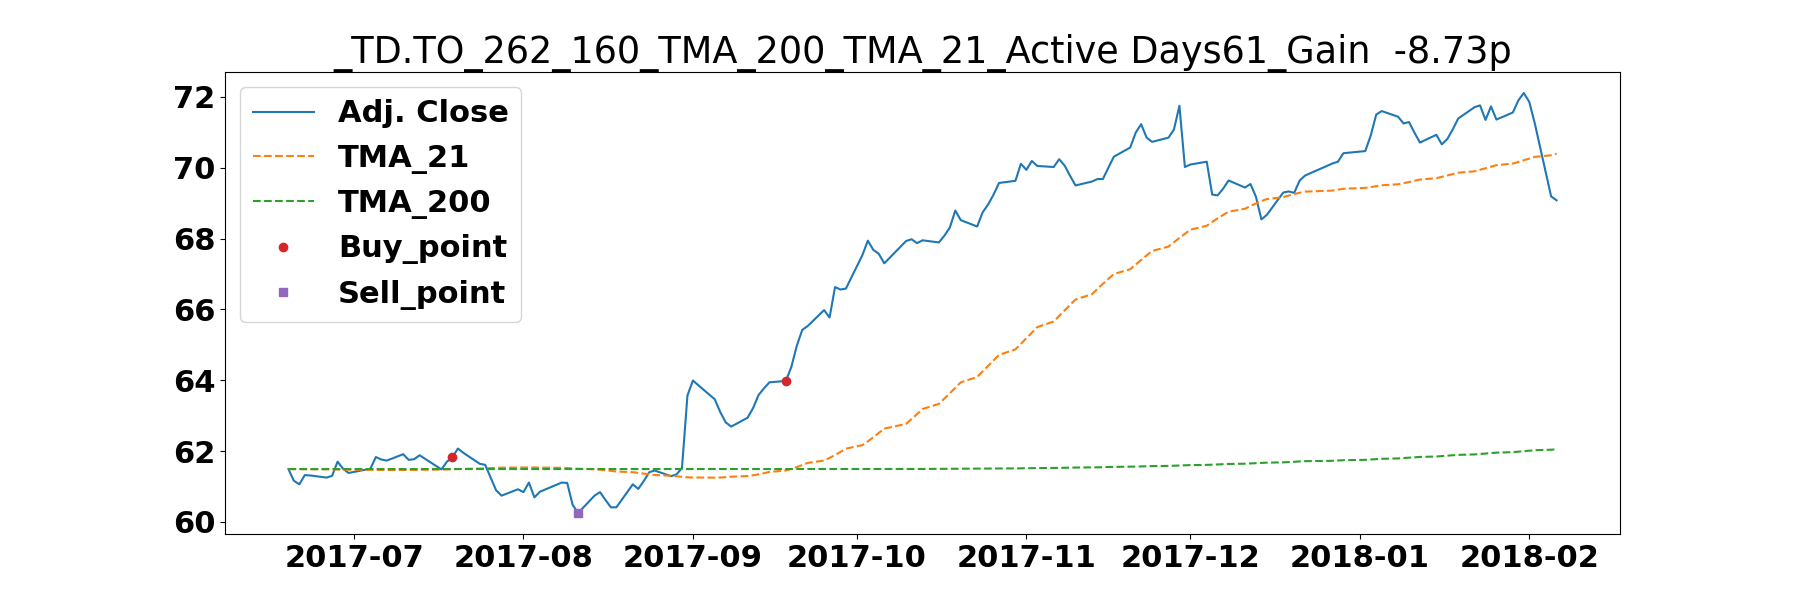 _TD.TO_262_160_TMA_200_TMA_21_Active Days61_Gain  -8.73p
72
70
68
66
64
62
60
Adj. Close
TMA_21
TMA_200
Buy_point
Sell_point
2017-07 2017-08 2017-09 2017-10 2017-11 2017-12 2018-01 2018-02